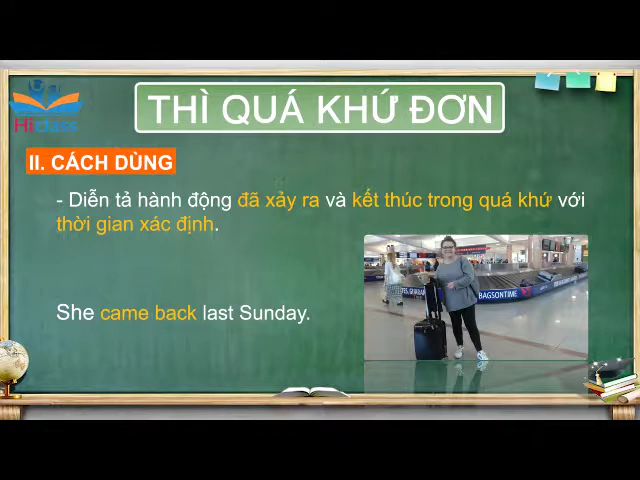 Hiclass
THÌ QUÁ KHỨ ĐƠN
II. CÁCH DÙNG
- Diễn tả hành động đã xảy ra và kết thúc trong quá khứ với
thời gian xác định.
She came back last Sunday.
BAGSONTIME